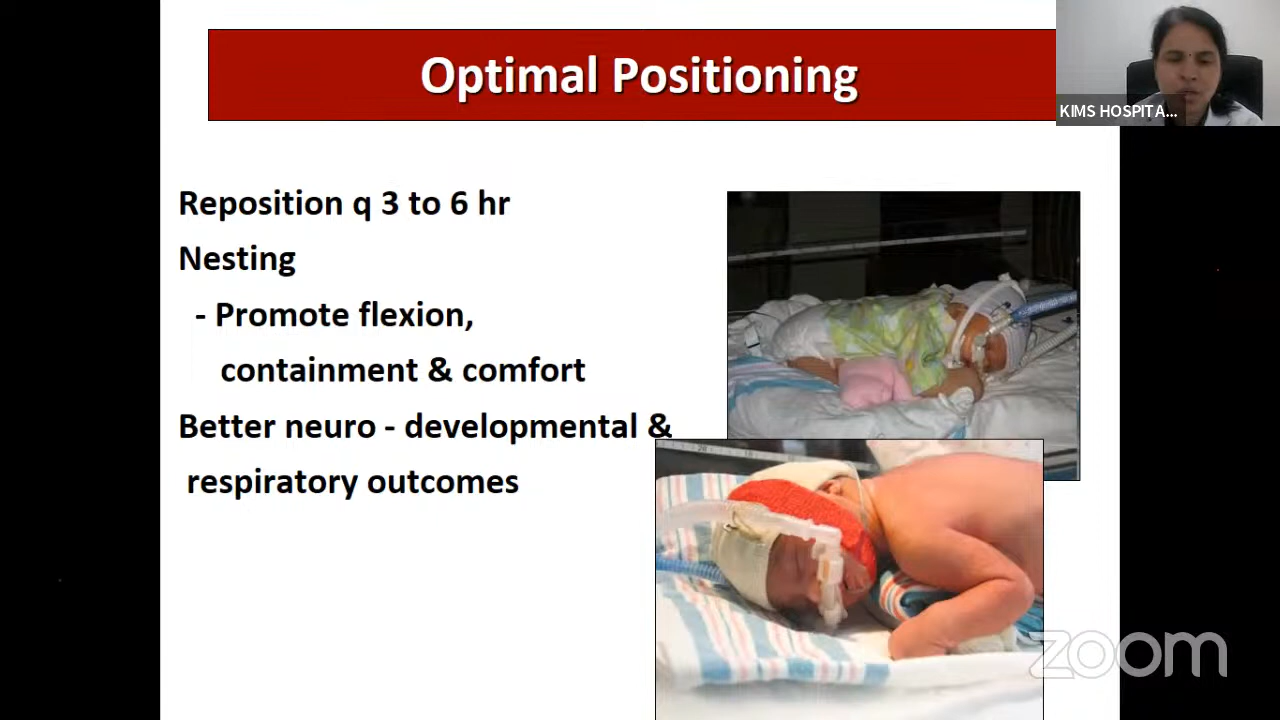 Optimal Positioning
KIMS HOSPITA...
Reposition q 3 to 6 hr
Nesting
- Promote flexion,
containment & comfort
Better neuro - developmental &
respiratory outcomes
zoom